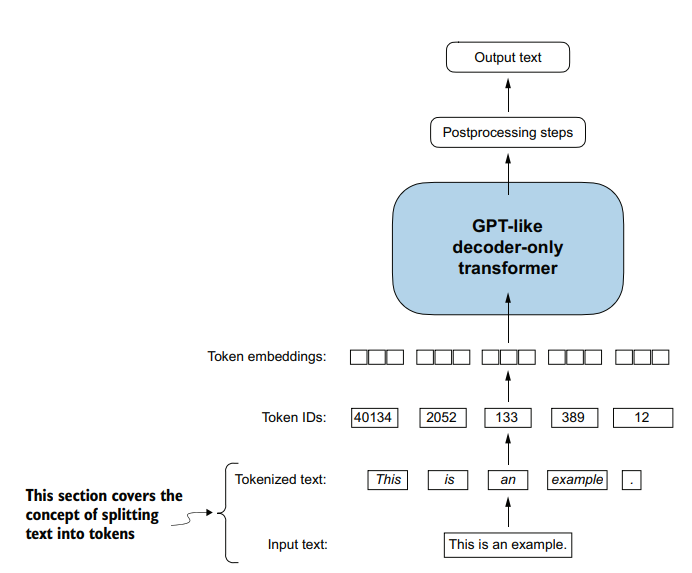 Output text
Postprocessing steps
GPT-like
decoder-only
transformer
Token embeddings:
Token IDs: 40134 2052 133 389 12
Tokenized text: This is an example .
This section covers the
concept of splitting
text into tokens
Input text: This is an example.